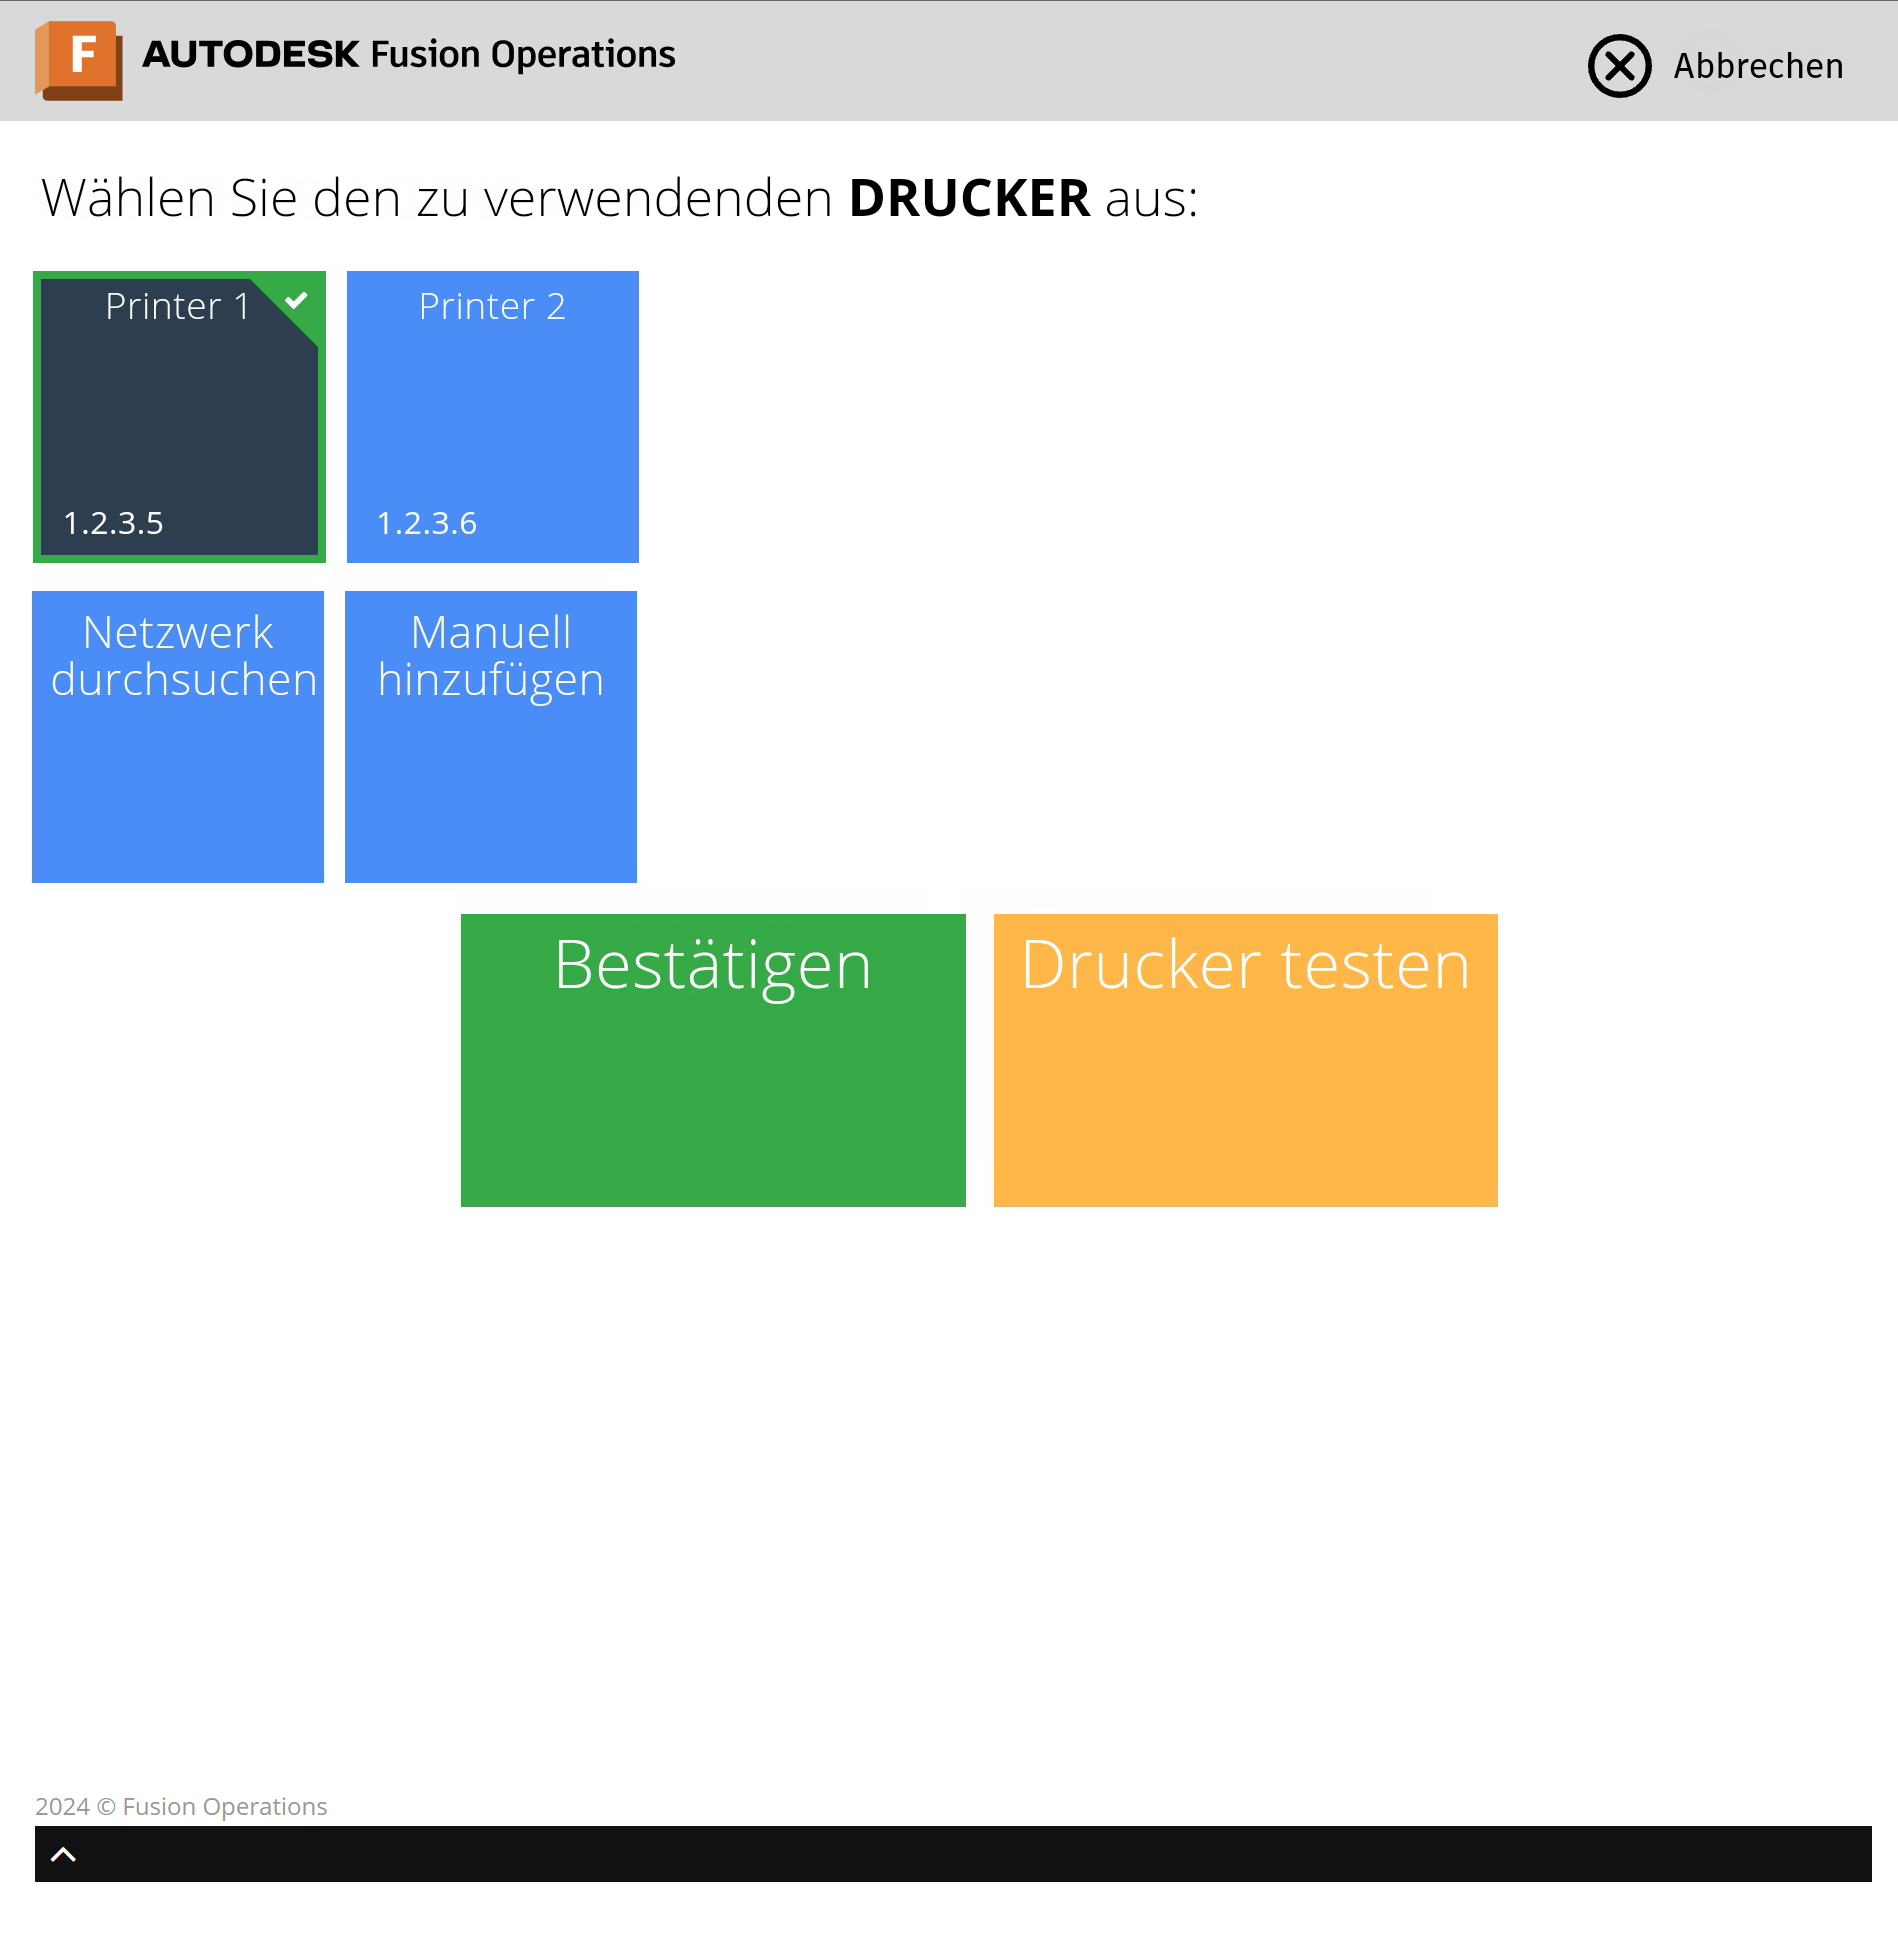 F AUTODESK Fusion Operations
Abbrechen
Wählen Sie den zu verwendenden DRUCKER aus:
Printer 1
1.2.3.5
Printer 2
1.2.3.6
Netzwerk
durchsuchen
Manuell
hinzufügen
Bestätigen
Drucker testen
2024 © Fusion Operations